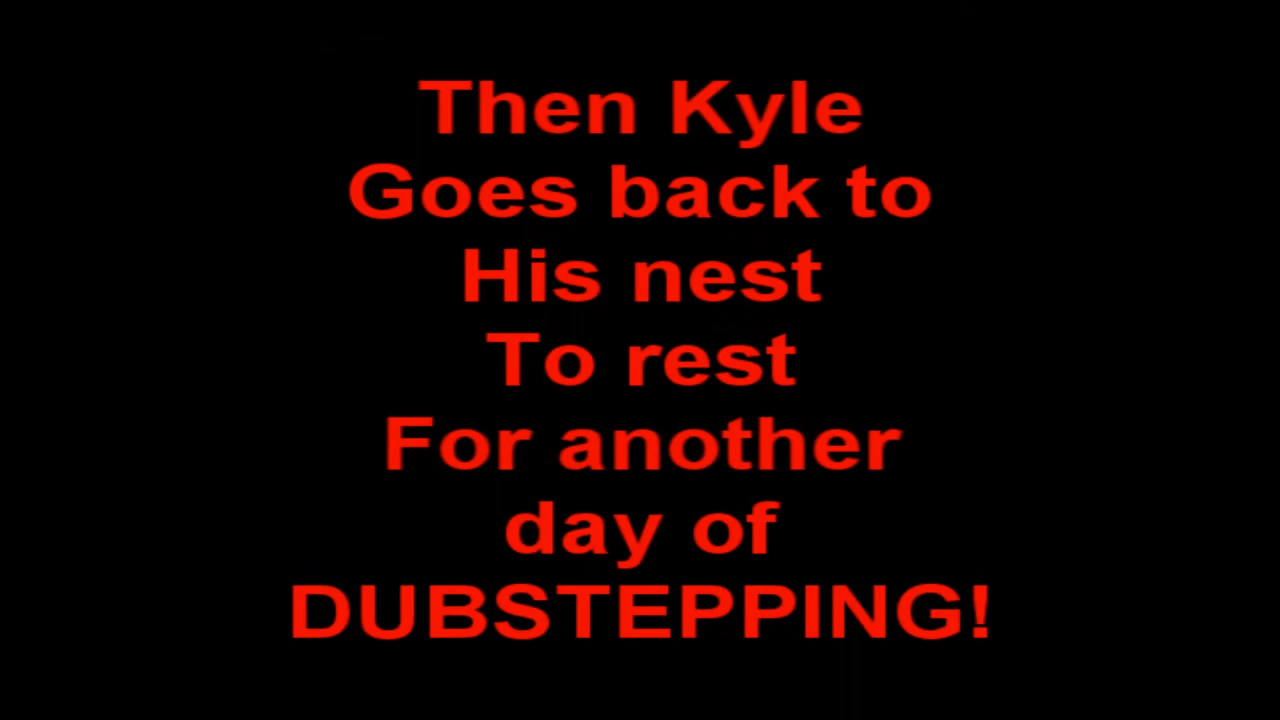 Then Kyle
Goes back to
His nest
To rest
For another
day of
DUBSTEPPING!